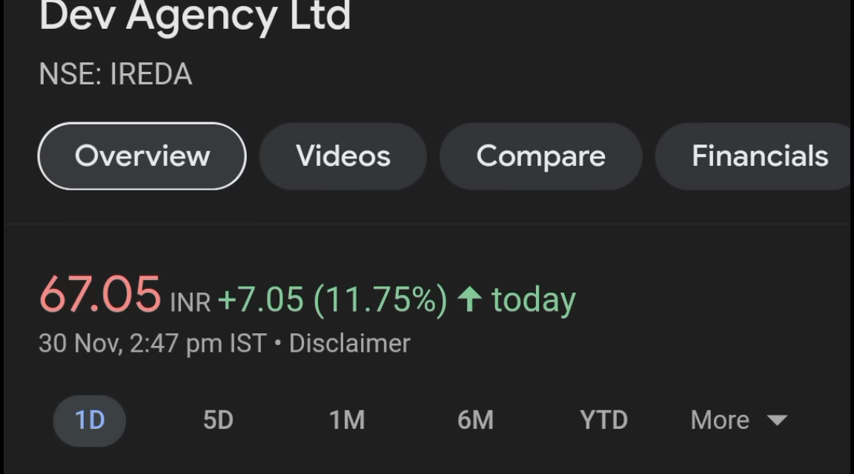 Dev Agency Ltd
NSE: IREDA
Overview Videos Compare Financials
67.05 INR +7.05 (11.75%) ↑ today
30 Nov, 2:47 pm IST • Disclaimer
1D 5D 1M 6M YTD More